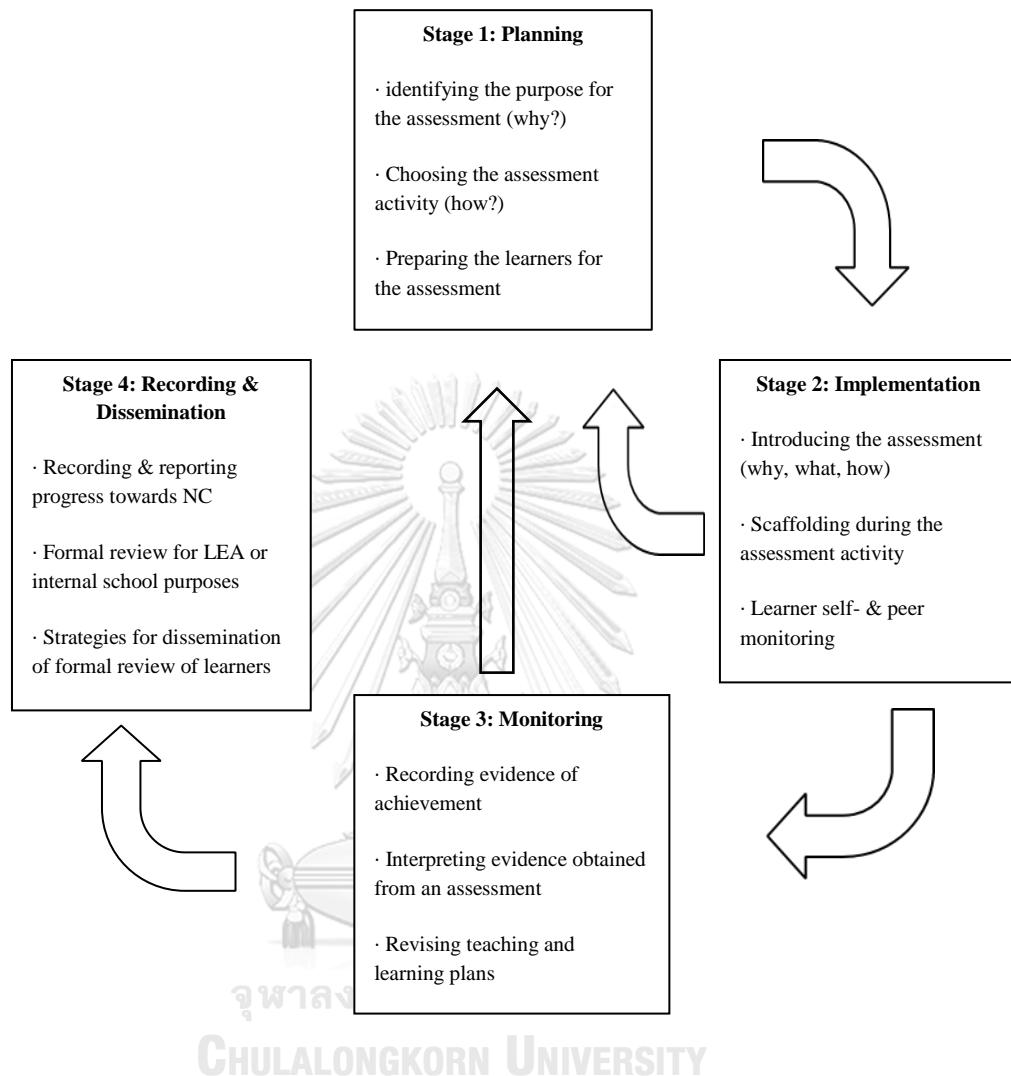 Stage 1: Planning
· identifying the purpose for
the assessment (why?)
· Choosing the assessment
activity (how?)
· Preparing the learners for
the assessment
Stage 4: Recording &
Dissemination
· Recording & reporting
progress towards NC
· Formal review for LEA or
internal school purposes
· Strategies for dissemination
of formal review of learners
Stage 2: Implementation
· Introducing the assessment
(why, what, how)
· Scaffolding during the
assessment activity
· Learner self- & peer
monitoring
Stage 3: Monitoring
· Recording evidence of
achievement
· Interpreting evidence obtained
from an assessment
· Revising teaching and
learning plans
CHULALONGKORN UNIVERSITY